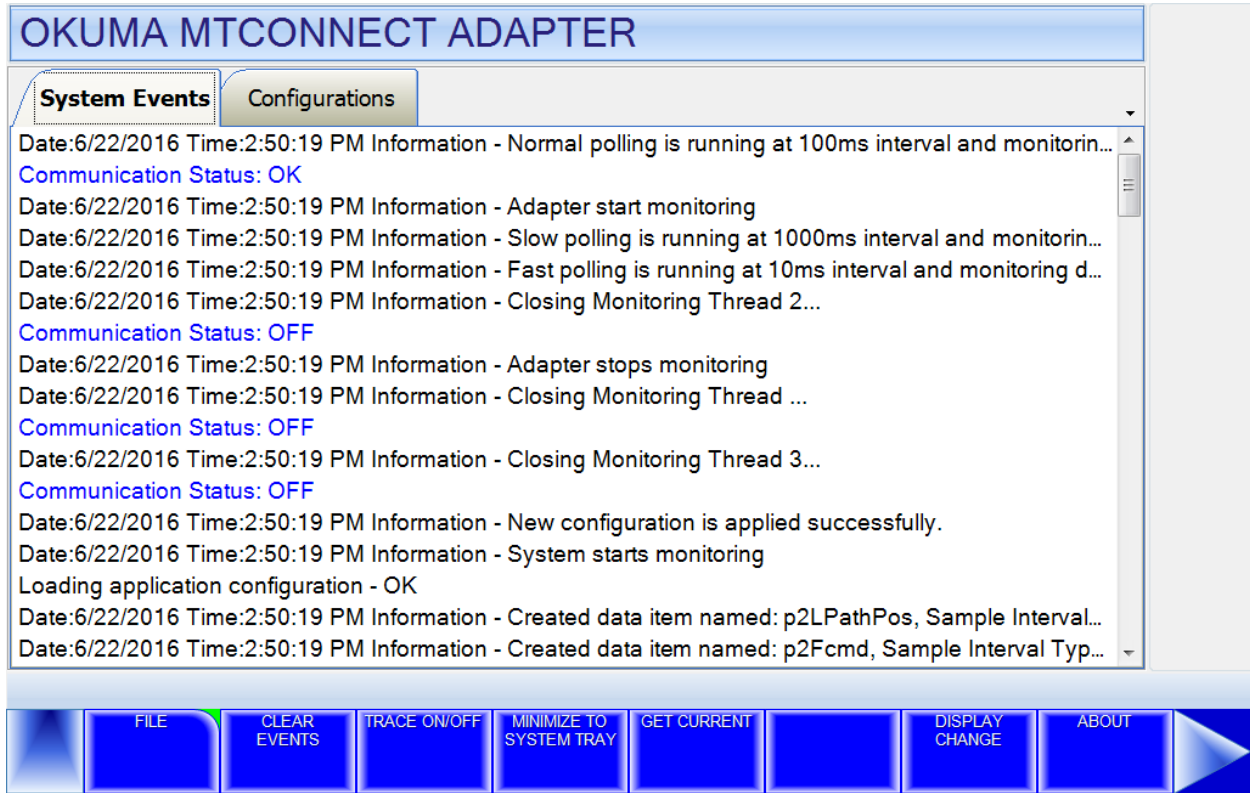 OKUMA MTCONNECT ADAPTER
System Events
Configurations
Date:6/22/2016 Time:2:50:19 PM Information - Normal polling is running at 100ms interval and monitorin...
Communication Status: OK
Date:6/22/2016 Time:2:50:19 PM Information - Adapter start monitoring
Date:6/22/2016 Time:2:50:19 PM Information - Slow polling is running at 1000ms interval and monitorin...
Date:6/22/2016 Time:2:50:19 PM Information - Fast polling is running at 10ms interval and monitoring d...
Date:6/22/2016 Time:2:50:19 PM Information - Closing Monitoring Thread 2...
Communication Status: OFF
Date:6/22/2016 Time:2:50:19 PM Information - Adapter stops monitoring
Date:6/22/2016 Time:2:50:19 PM Information - Closing Monitoring Thread ...
Communication Status: OFF
Date:6/22/2016 Time:2:50:19 PM Information - Closing Monitoring Thread 3...
Communication Status: OFF
Date:6/22/2016 Time:2:50:19 PM Information - New configuration is applied successfully.
Date:6/22/2016 Time:2:50:19 PM Information - System starts monitoring
Loading application configuration - OK
Date:6/22/2016 Time:2:50:19 PM Information - Created data item named: p2LPathPos, Sample Interval...
Date:6/22/2016 Time:2:50:19 PM Information - Created data item named: p2Fcmd, Sample Interval Typ...
FILE
CLEAR
EVENTS
TRACE ON/OFF
MINIMIZE TO
SYSTEM TRAY
GET CURRENT
DISPLAY
CHANGE
ABOUT